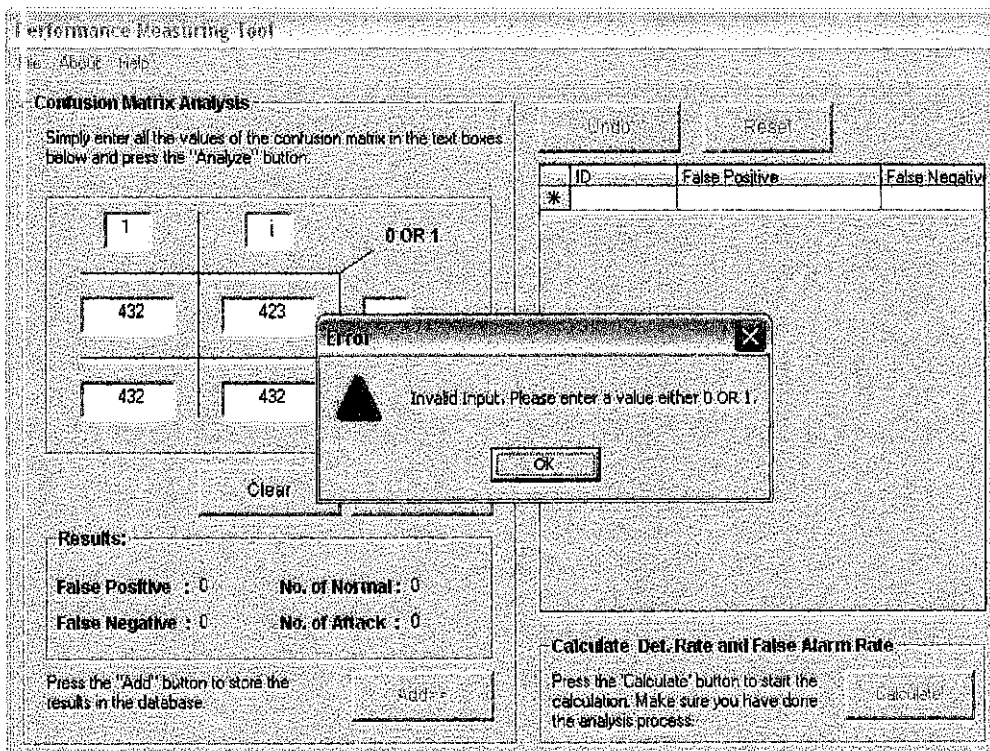 Performance Measuring Tool
File About Help
Confusion Matrix Analysis
Simply enter all the values of the confusion matrix in the text boxes
below and press the "Analyze" button.
1
i
0 OR 1
432
423
432
432
Clear
Error
Invalid Input. Please enter a value either 0 OR 1.
OK
Results:
False Positive : 0
No. of Normal : 0
False Negative : 0
No. of Attack : 0
Press the "Add" button to store the
results in the database.
Add>>
Undo
Reset
ID
False Positive
False Negativ
*
Calculate Det. Rate and False Alarm Rate
Press the 'Calculate' button to start the
calculation. Make sure you have done
the analysis process.
Calculate